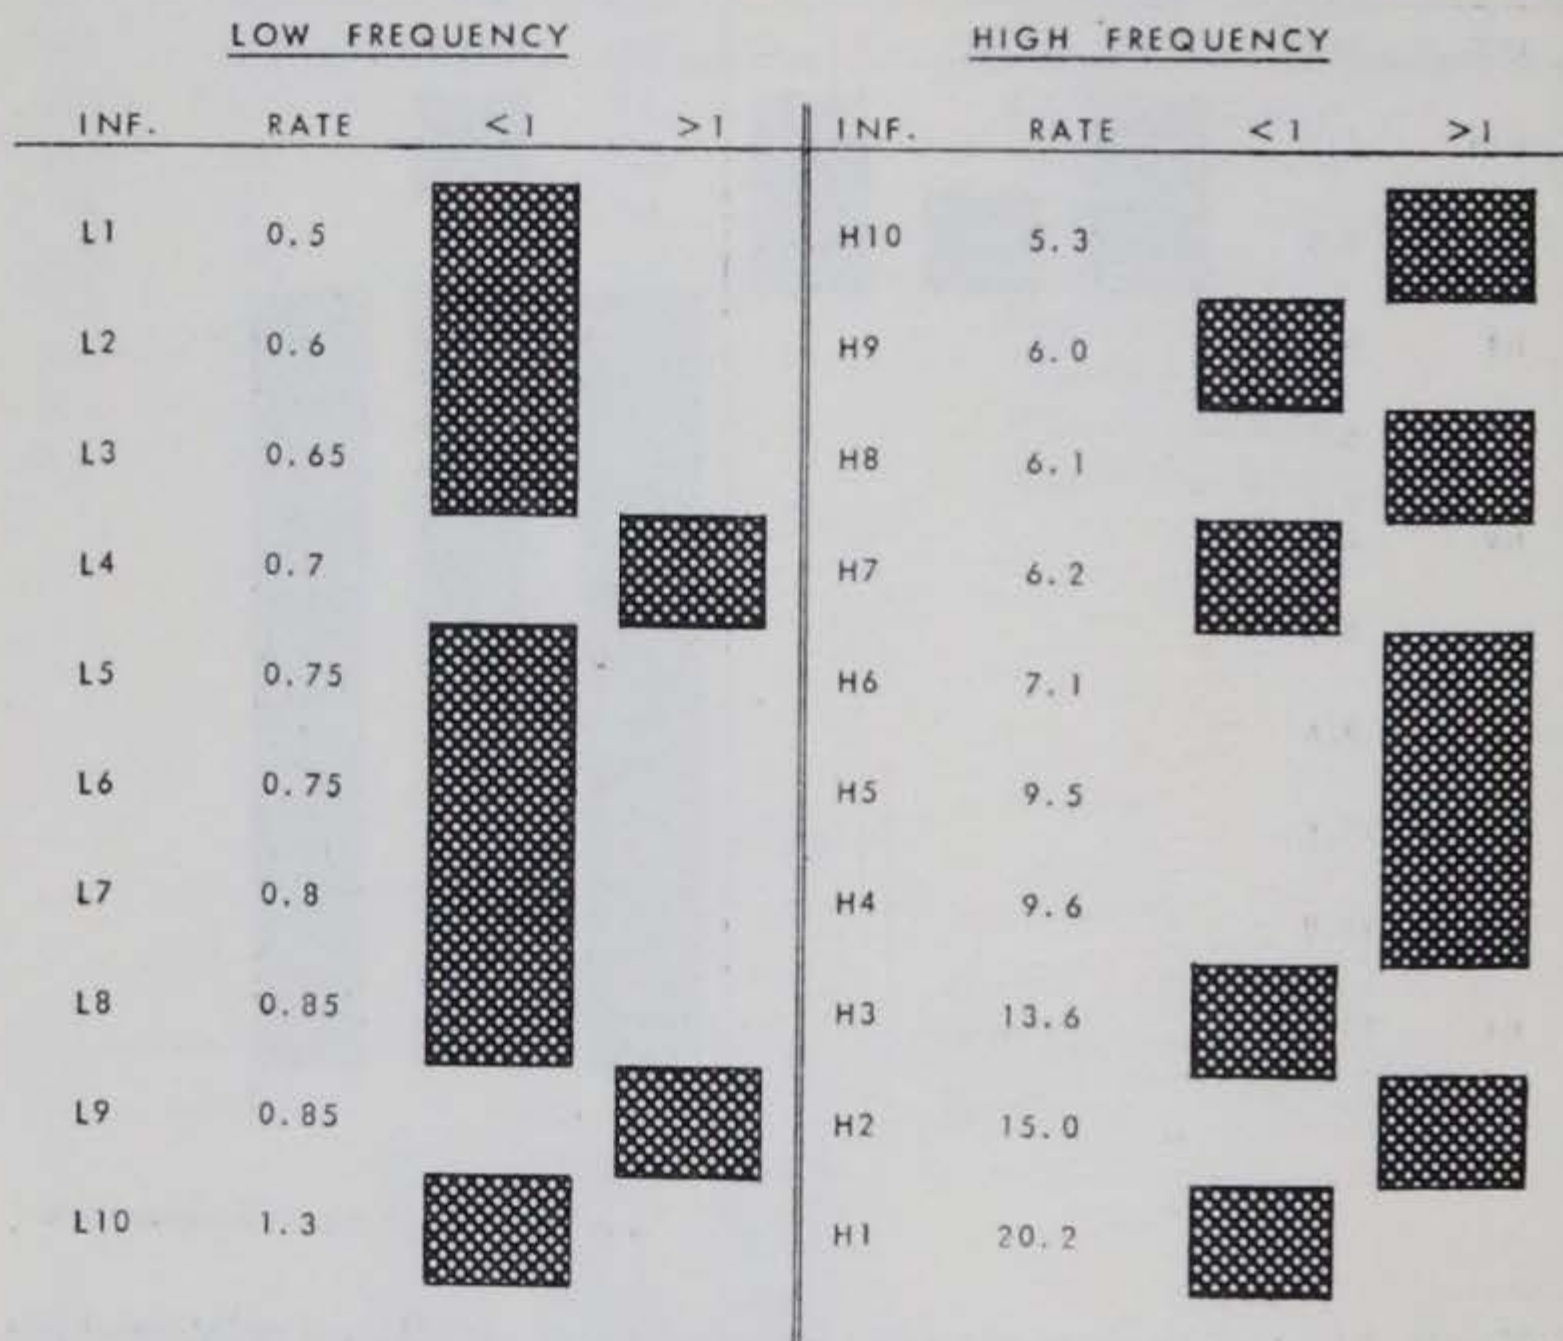 LOW FREQUENCY HIGH FREQUENCY
INF. RATE <1 >1 INF. RATE <1 >1
L1 0.5 H10 5.3
L2 0.6 H9 6.0
L3 0.65 H8 6.1
L4 0.7 H7 6.2
L5 0.75 H6 7.1
L6 0.75 H5 9.5
L7 0.8 H4 9.6
L8 0.85 H3 13.6
L9 0.85 H2 15.0
L10 1.3 H1 20.2